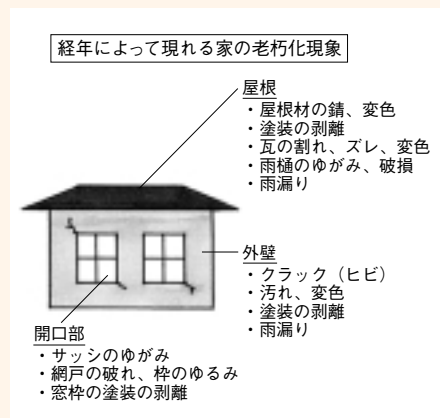 経年によって現れる家の老朽化現象
屋根
・屋根材の錆、変色
・塗装の剥離
・瓦の割れ、ズレ、変色
・雨樋のゆがみ、破損
・雨漏り
外壁
・クラック（ヒビ）
・汚れ、変色
・塗装の剥離
・雨漏り
開口部
・サッシのゆがみ
・網戸の破れ、枠のゆるみ
・窓枠の塗装の剥離